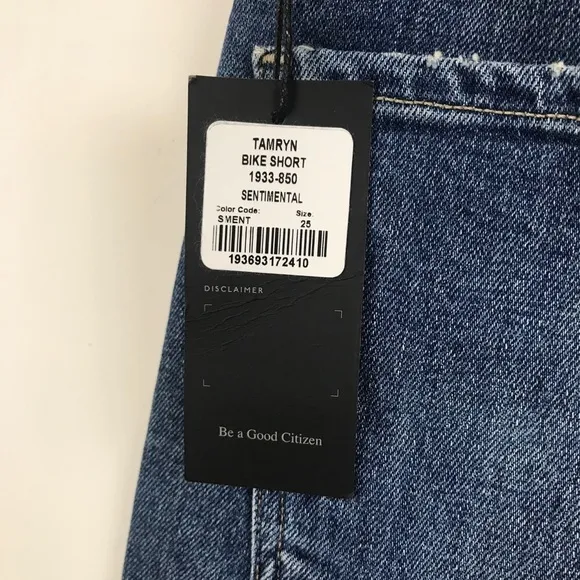 TAMRYN
BIKE SHORT
1933-850
SENTIMENTAL
Color Code: Size:
SMENT 25
193693172410
DISCLAIMER
Be a Good Citizen